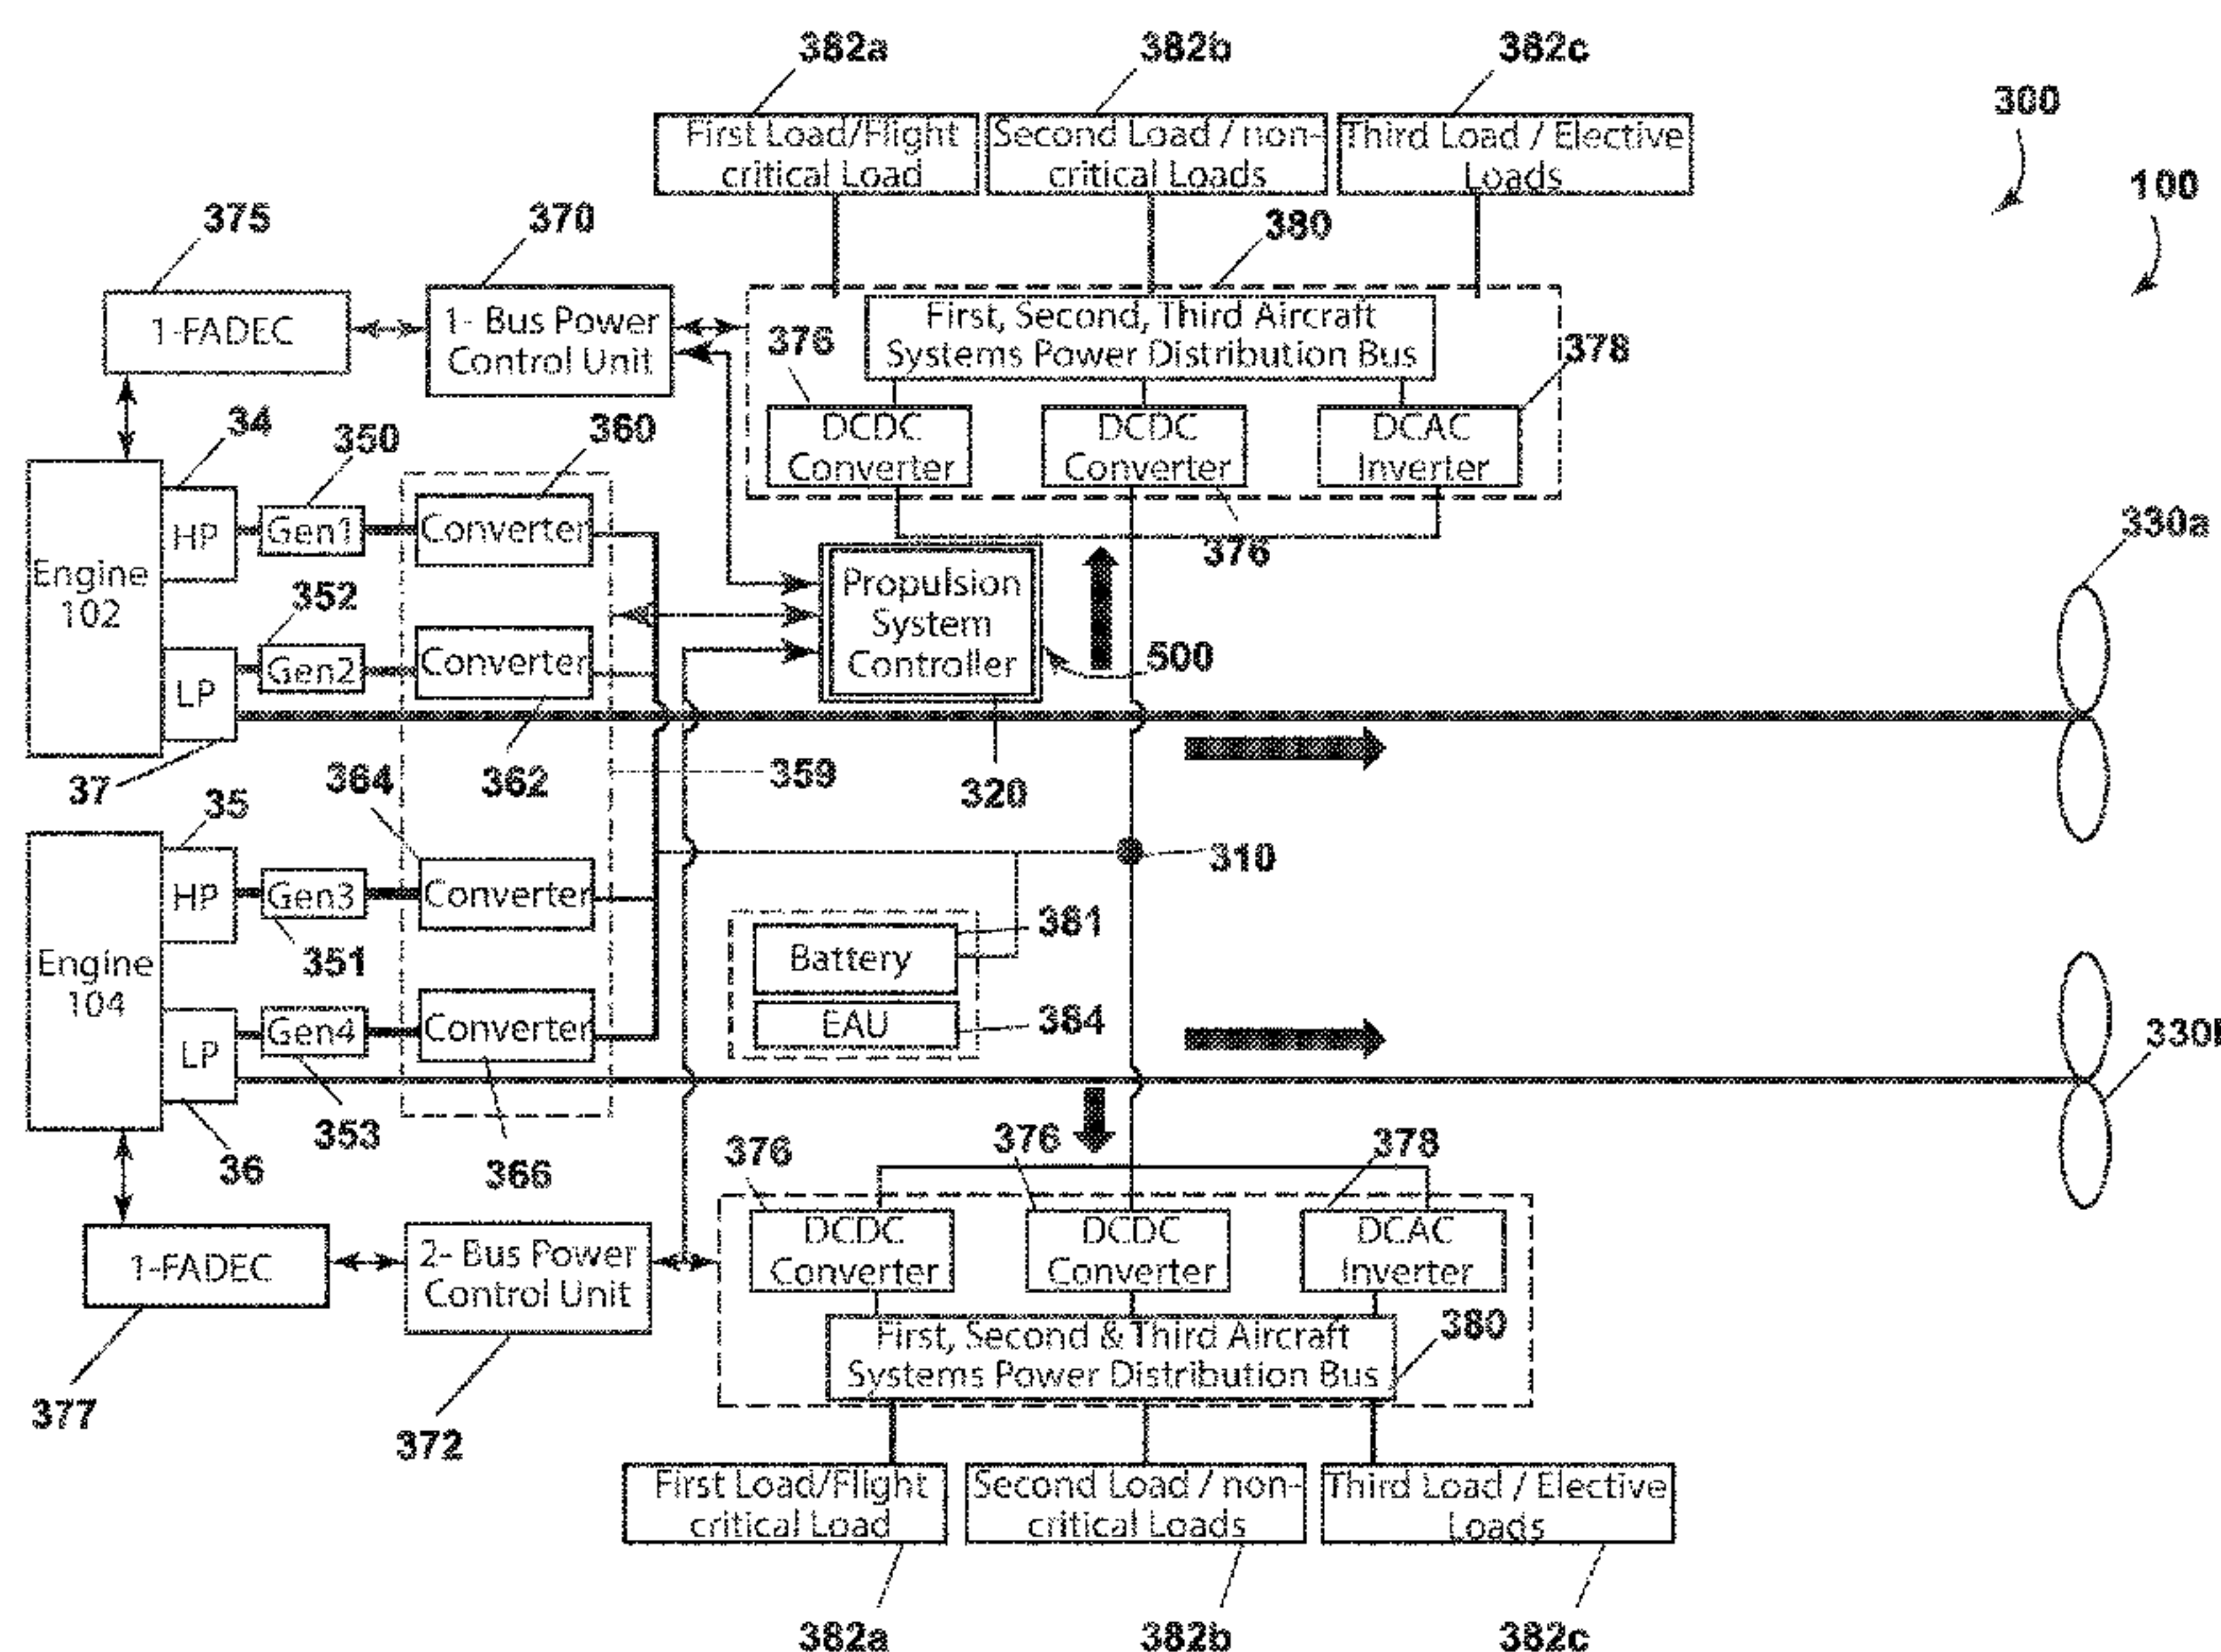 382a
382b
382c
300
100
First Load/Flight
critical Load
Second Load / non-
critical Loads
Third Load / Elective
Loads
375
370
380
1-FADEC
1- Bus Power
Control Unit
First, Second, Third Aircraft
Systems Power Distribution Bus
376
378
DCDC
Converter
DCDC
Converter
DCAC
Inverter
34
350
360
376
330a
Engine
102
HP
Gen1
Converter
352
LP
Gen2
Converter
Propulsion
System
Controller
500
37
362
359
320
364
35
310
Engine
104
HP
Gen3
Converter
351
Battery
381
LP
Gen4
Converter
EAU
384
330b
36
353
366
376
376
378
1-FADEC
2- Bus Power
Control Unit
DCDC
Converter
DCDC
Converter
DCAC
Inverter
First, Second & Third Aircraft
Systems Power Distribution Bus
380
377
372
First Load/Flight
critical Load
Second Load / non-
critical Loads
Third Load / Elective
Loads
382a
382b
382c